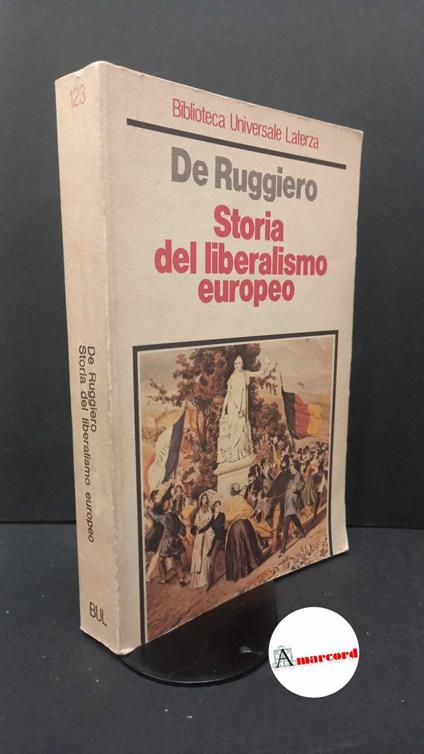 123
De Ruggiero
Storia del liberalismo europeo
BUL
Biblioteca Universale Laterza
De Ruggiero
Storia
del liberalismo
europeo
Amarcord